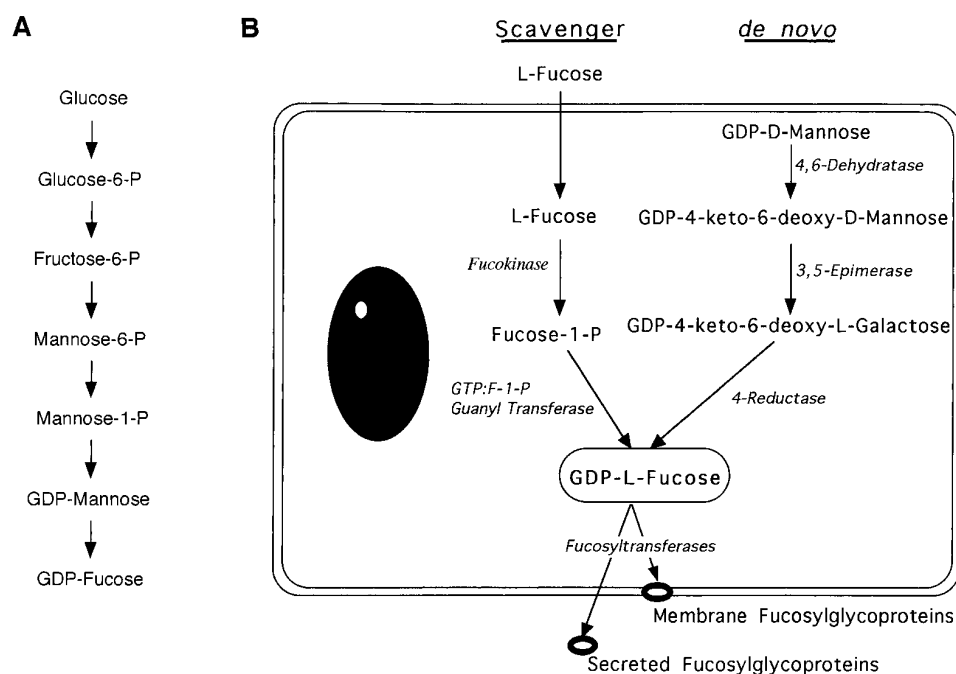 A
Glucose
Glucose-6-P
Fructose-6-P
Mannose-6-P
Mannose-1-P
GDP-Mannose
GDP-Fucose
B
Scavenger
de novo
L-Fucose
GDP-D-Mannose
4,6-Dehydratase
L-Fucose
GDP-4-keto-6-deoxy-D-Mannose
Fucokinase
3,5-Epimerase
Fucose-1-P
GDP-4-keto-6-deoxy-L-Galactose
GTP:F-1-P
Guanyl Transferase
4-Reductase
GDP-L-Fucose
Fucosyltransferases
Membrane Fucosylglycoproteins
Secreted Fucosylglycoproteins